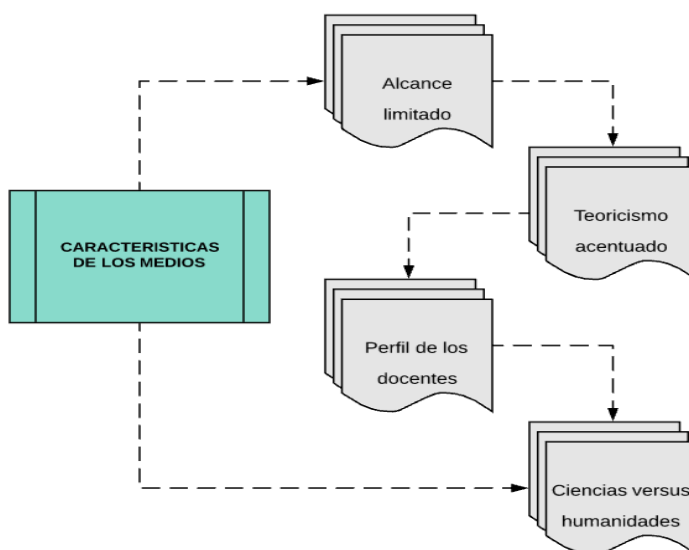 Alcance
limitado
Teoricismo
acentuado
CARACTERISTICAS
DE LOS MEDIOS
Perfil de los
docentes
Ciencias versus
humanidades